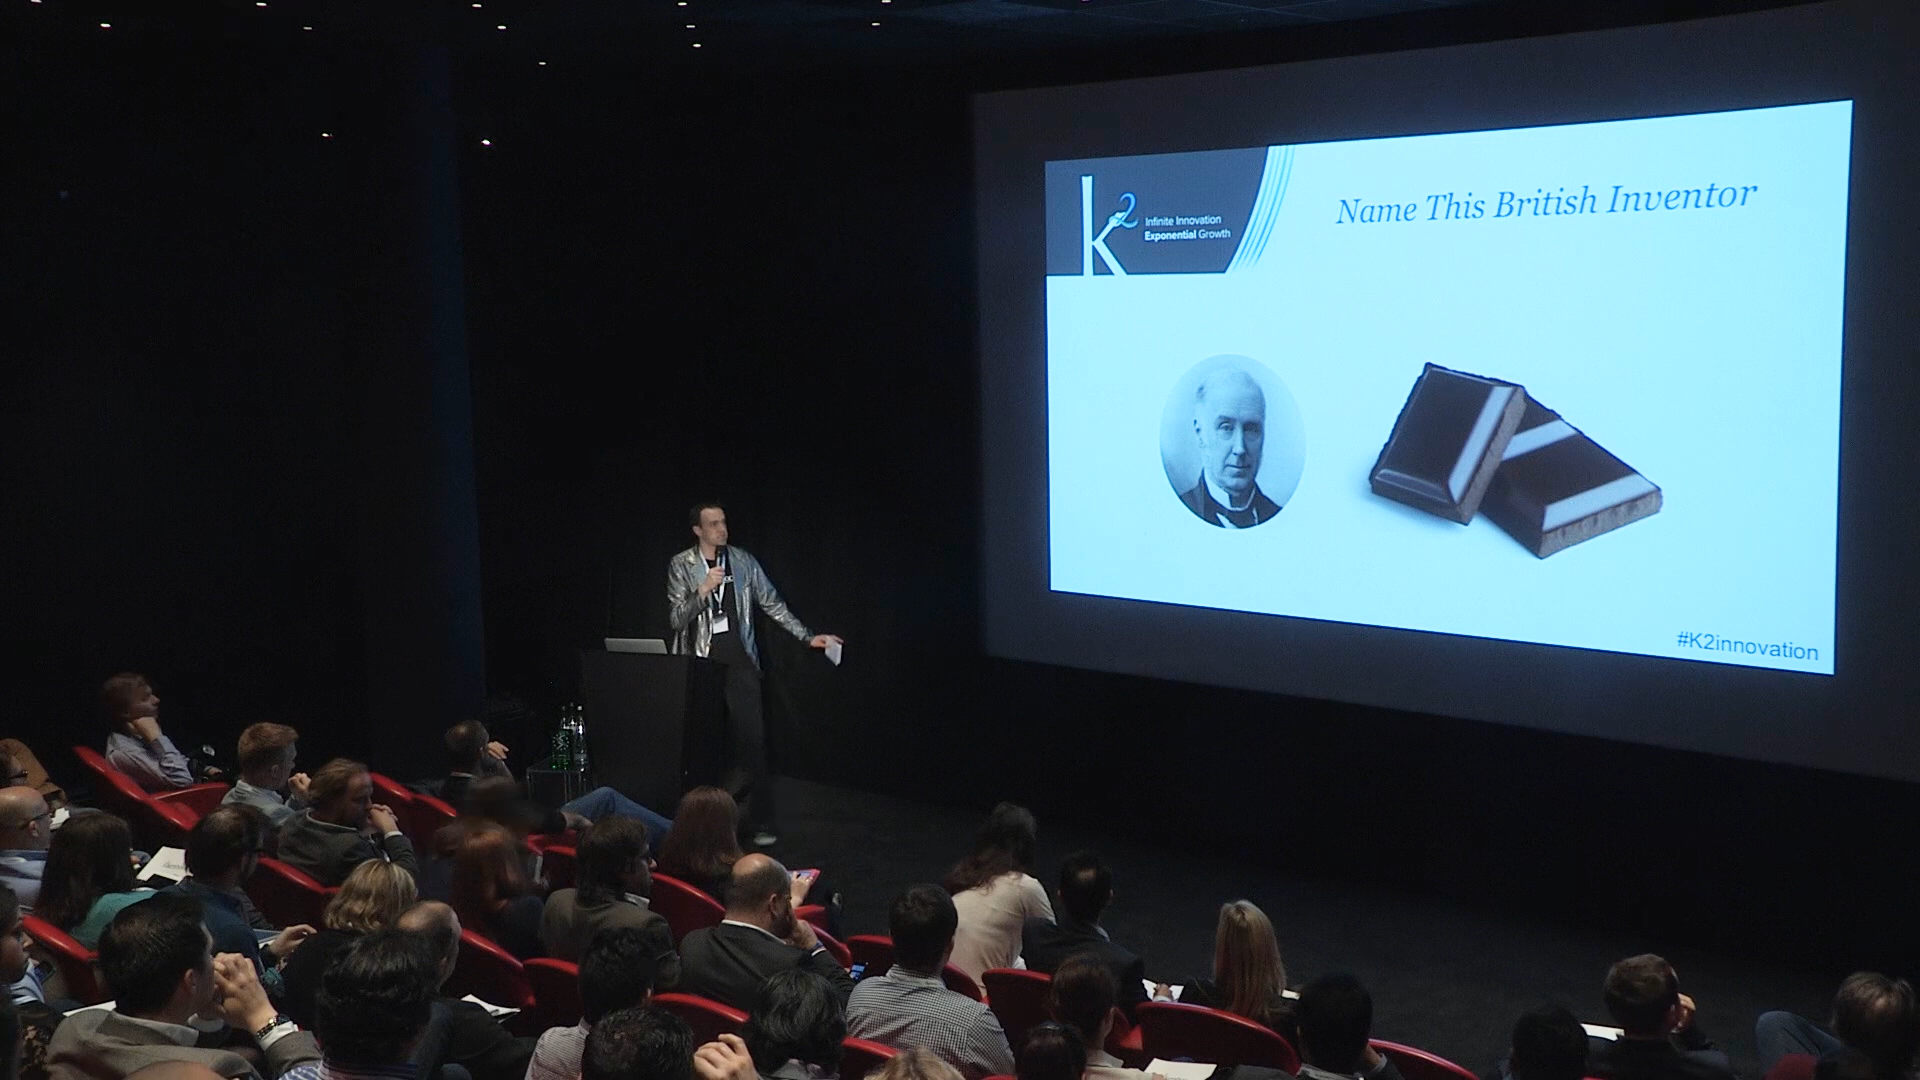 Name This British Inventor
k2
Infinite Innovation
Exponential Growth
#K2innovation